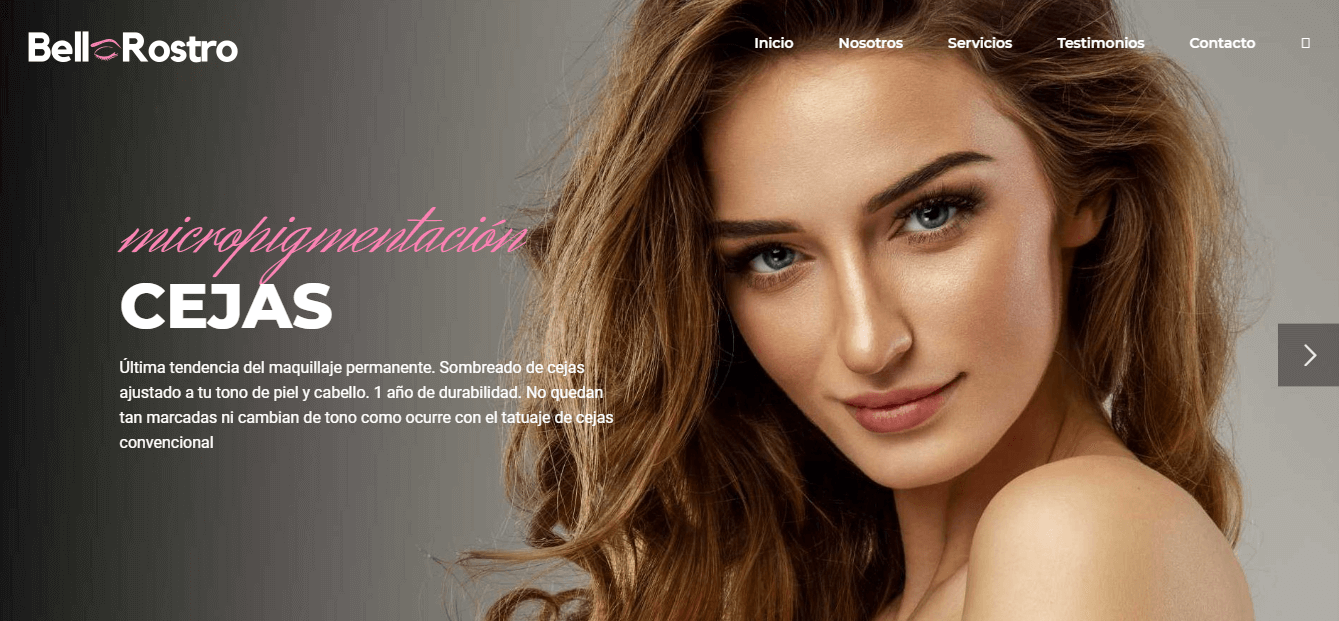 Bello Rostro
Inicio Nosotros Servicios Testimonios Contacto
micropigmentación
CEJAS
Última tendencia del maquillaje permanente. Sombreado de cejas
ajustado a tu tono de piel y cabello. 1 año de durabilidad. No quedan
tan marcadas ni cambian de tono como ocurre con el tatuaje de cejas
convencional